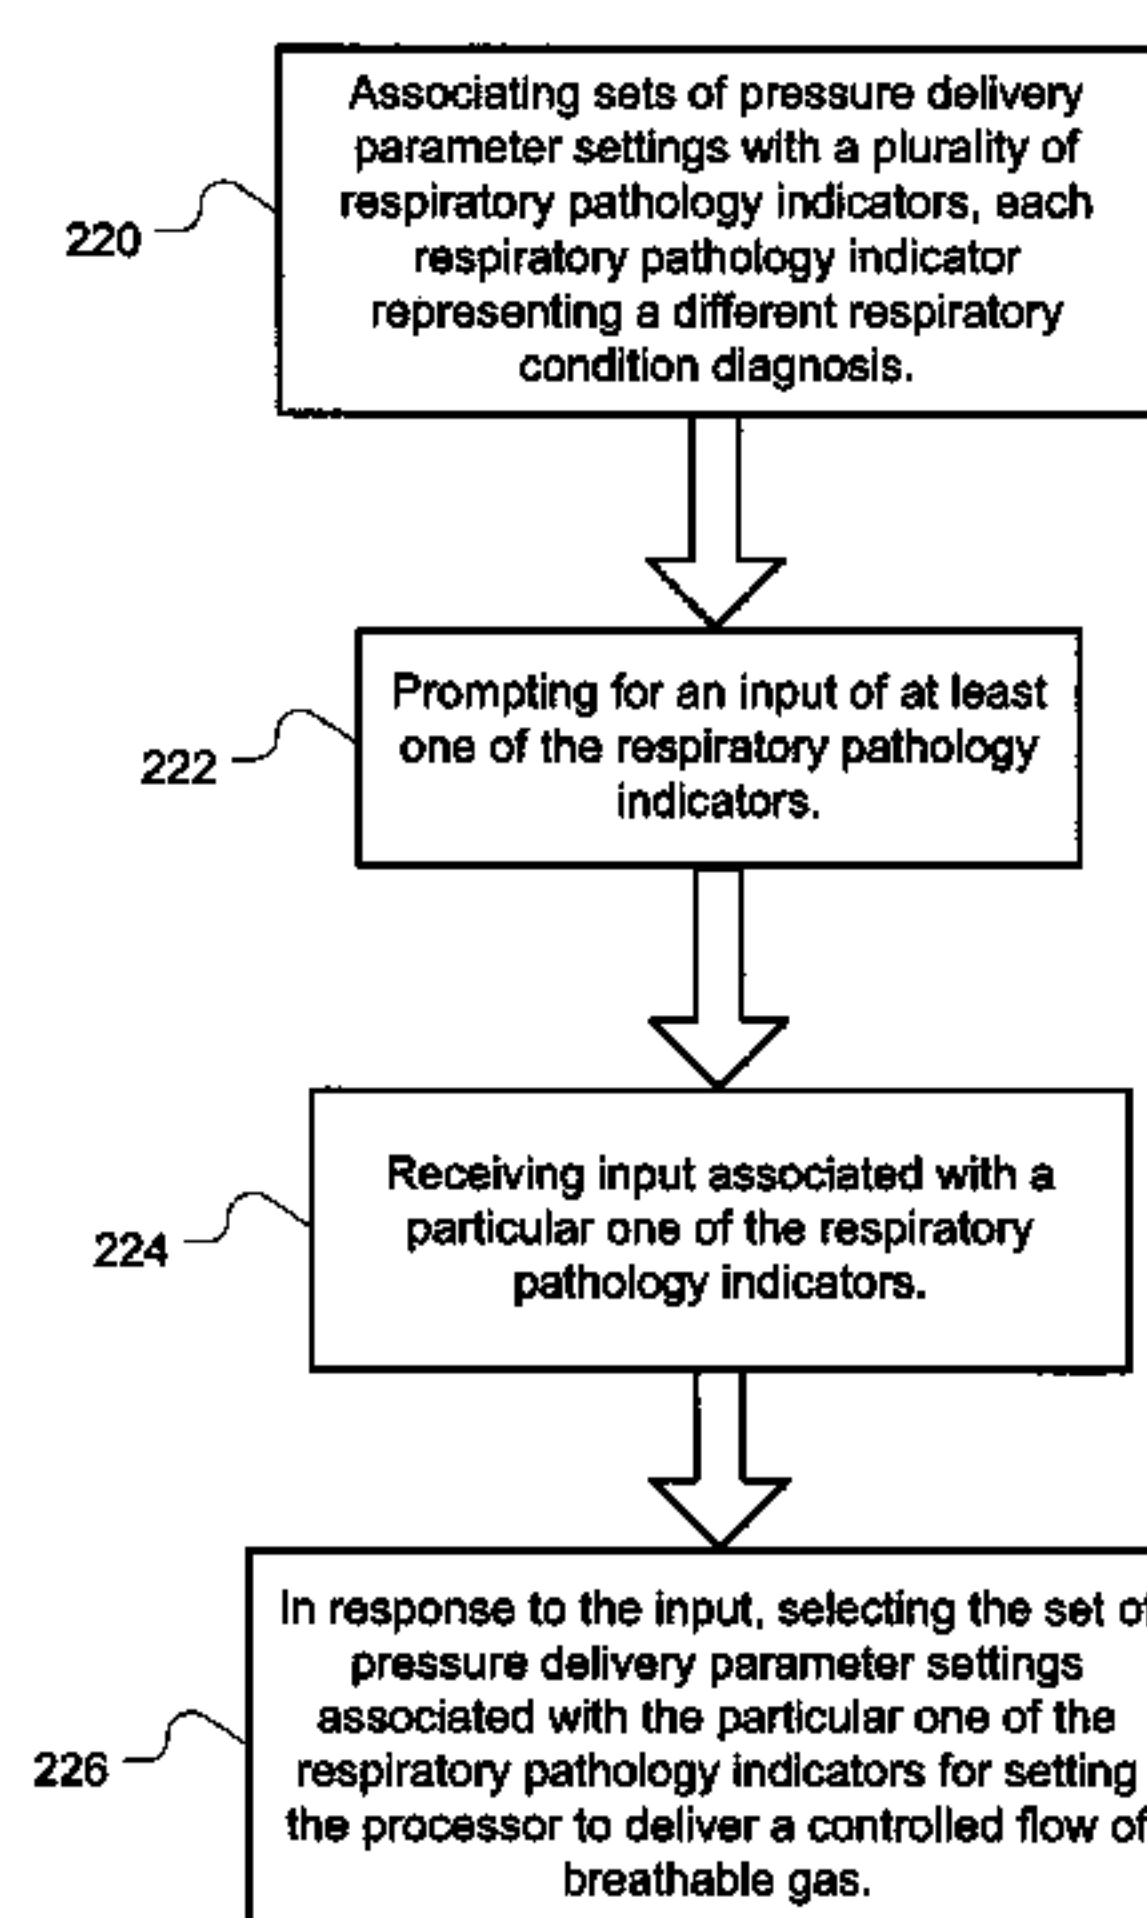 Associating sets of pressure delivery
parameter settings with a plurality of
respiratory pathology indicators, each
respiratory pathology indicator
representing a different respiratory
condition diagnosis.
220
Prompting for an input of at least
one of the respiratory pathology
indicators.
222
Receiving input associated with a
particular one of the respiratory
pathology indicators.
224
In response to the input, selecting the set of
pressure delivery parameter settings
associated with the particular one of the
respiratory pathology indicators for setting
the processor to deliver a controlled flow of
breathable gas.
226